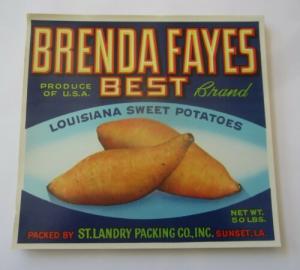 BRENDA FAYES
PRODUCE
OF U.S.A.
BEST Brand
LOUISIANA SWEET POTATOES
NET WT.
50 LBS.
PACKED BY ST. LANDRY PACKING CO., INC. SUNSET, LA.